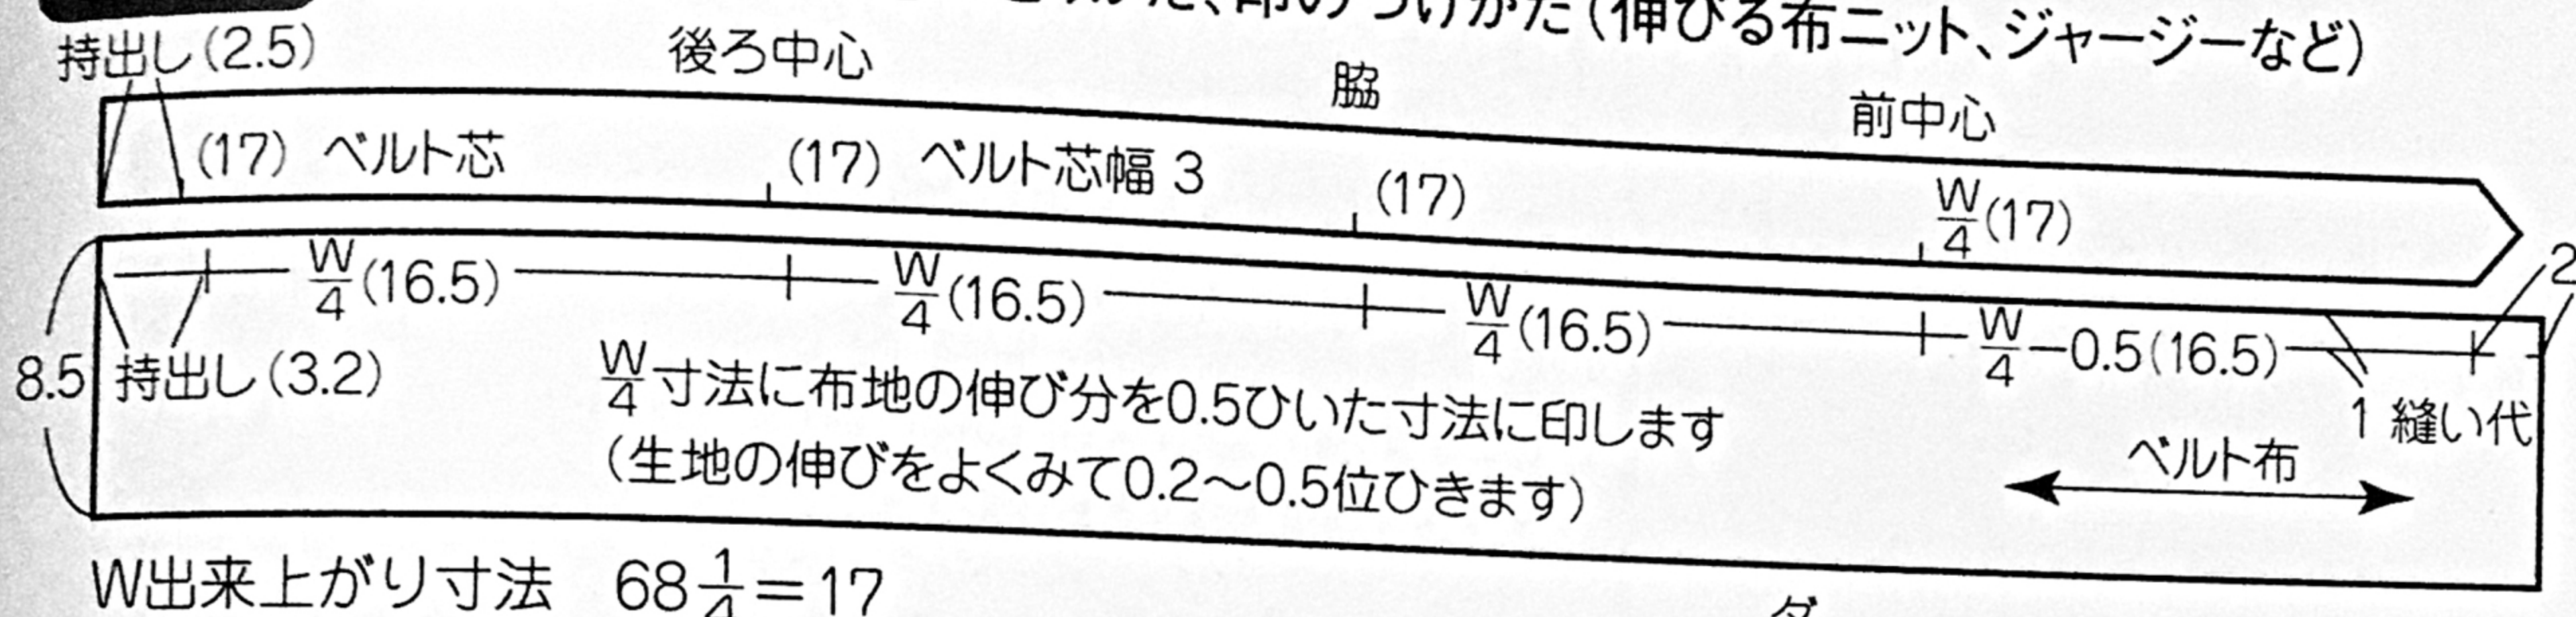 印のつけかた(伸びる布ニット、ジャージーなど)
持出し(2.5)
後ろ中心
脇
前中心
(17) ベルト芯
(17) ベルト芯幅 3
(17)
W/4(17)
W/4(16.5)
W/4(16.5)
W/4(16.5)
W/4-0.5(16.5)
2
8.5
持出し(3.2)
W/4寸法に布地の伸び分を0.5ひいた寸法に印します
(生地の伸びをよくみて0.2〜0.5位ひきます)
1 縫い代
ベルト布
W出来上がり寸法 68 1/4=17